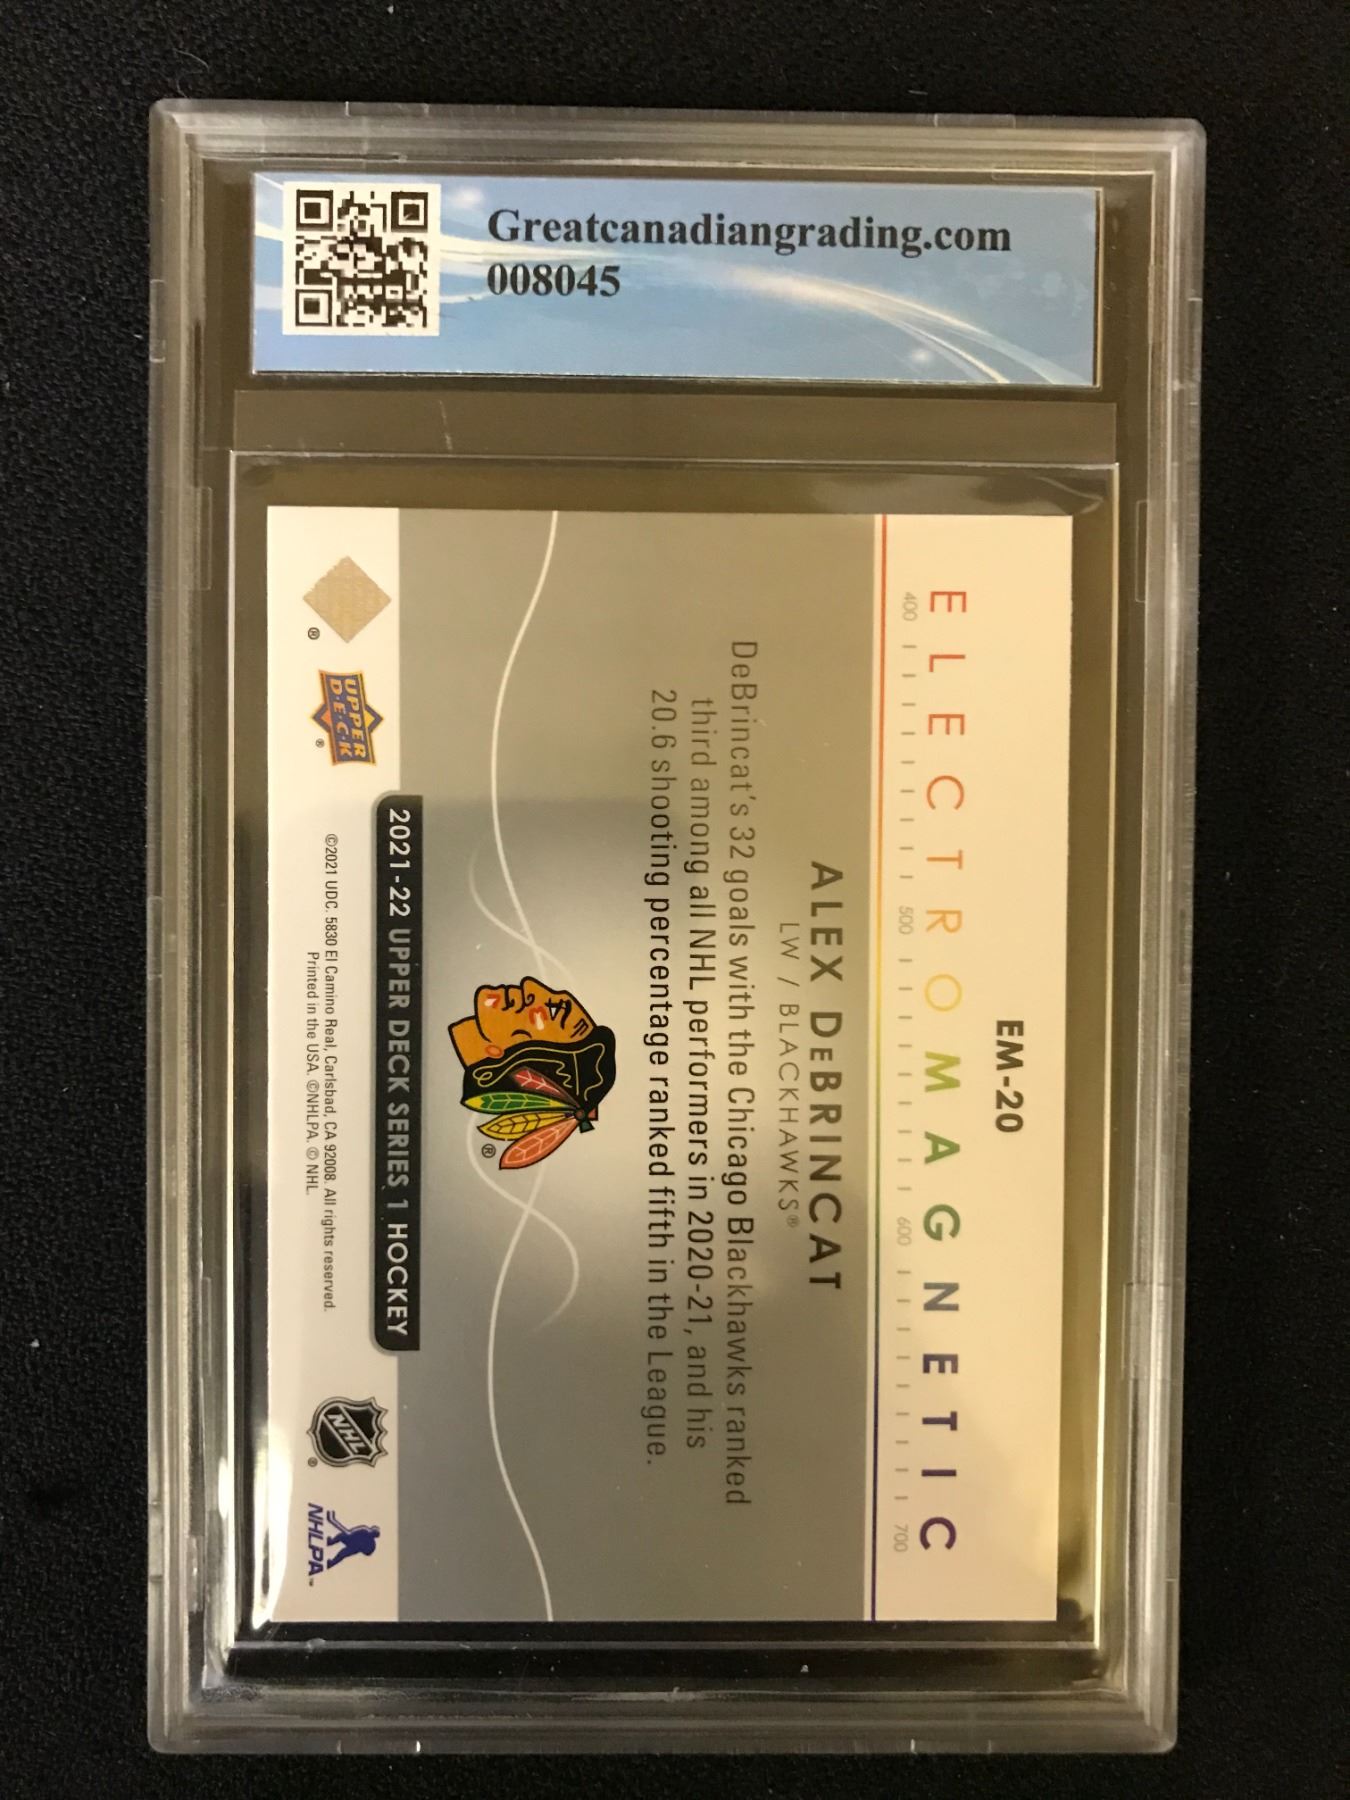 Greatcanadiangrading.com
008045
EM-20
ELECTROMAGNETIC
400 500 600 700
ALEX DeBRINCAT
LW / BLACKHAWKS®
DeBrincat's 32 goals with the Chicago Blackhawks ranked
third among all NHL performers in 2020-21, and his
20.6 shooting percentage ranked fifth in the League.
®
2021-22 UPPER DECK SERIES 1 HOCKEY
®
UPPER
D·E·C·K
®
©2021 UDC. 5830 El Camino Real, Carlsbad, CA 92008. All rights reserved.
Printed in the USA. ©NHLPA. © NHL.
NHL
®
NHLPA™